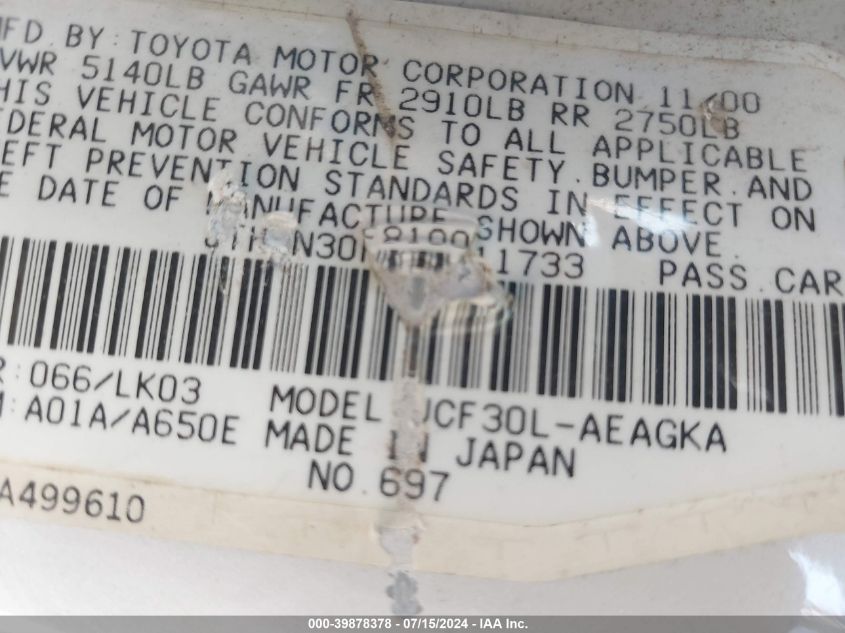 MFD BY: TOYOTA MOTOR CORPORATION 11/00
VWR 5140LB GAWR FR 2910LB RR 2750LB
HIS VEHICLE CONFORMS TO ALL APPLICABLE
DERAL MOTOR VEHICLE SAFETY. BUMPER. AND
EFT PREVENTION STANDARDS IN EFFECT ON
E DATE OF MANUFACTURE SHOWN ABOVE.
11733 PASS. CAR
R: 066/LK03 MODEL UCF30L-AEAGKA
M: A01A/A650E MADE IN JAPAN
NO. 697
A499610
000-39878378 - 07/15/2024 - IAA Inc.